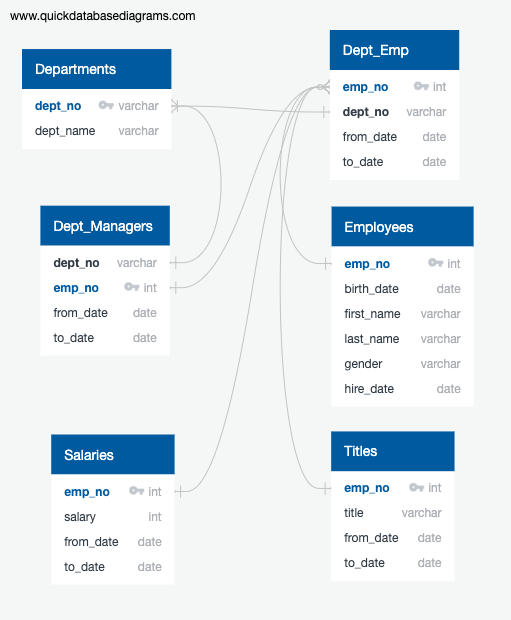 www.quickdatabasediagrams.com
Departments
dept_no varchar
dept_name varchar
Dept_Emp
emp_no int
dept_no varchar
from_date date
to_date date
Dept_Managers
dept_no varchar
emp_no int
from_date date
to_date date
Employees
emp_no int
birth_date date
first_name varchar
last_name varchar
gender varchar
hire_date date
Salaries
emp_no int
salary int
from_date date
to_date date
Titles
emp_no int
title varchar
from_date date
to_date date